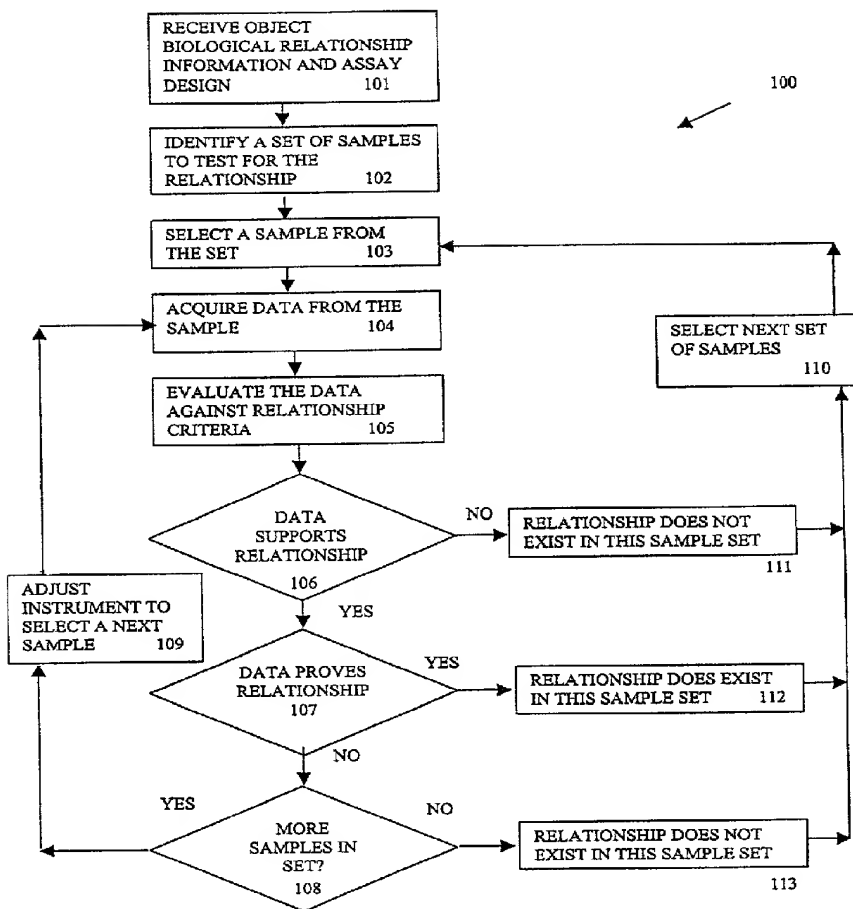 RECEIVE OBJECT
BIOLOGICAL RELATIONSHIP
INFORMATION AND ASSAY
DESIGN 101
100
IDENTIFY A SET OF SAMPLES
TO TEST FOR THE
RELATIONSHIP 102
SELECT A SAMPLE FROM
THE SET 103
ACQUIRE DATA FROM THE
SAMPLE 104
SELECT NEXT SET
OF SAMPLES
110
EVALUATE THE DATA
AGAINST RELATIONSHIP
CRITERIA 105
DATA
SUPPORTS
RELATIONSHIP
106
NO
RELATIONSHIP DOES NOT
EXIST IN THIS SAMPLE SET
111
YES
ADJUST
INSTRUMENT TO
SELECT A NEXT
SAMPLE 109
DATA PROVES
RELATIONSHIP
107
YES
RELATIONSHIP DOES EXIST
IN THIS SAMPLE SET 112
NO
YES
MORE
SAMPLES IN
SET?
108
NO
RELATIONSHIP DOES NOT
EXIST IN THIS SAMPLE SET
113